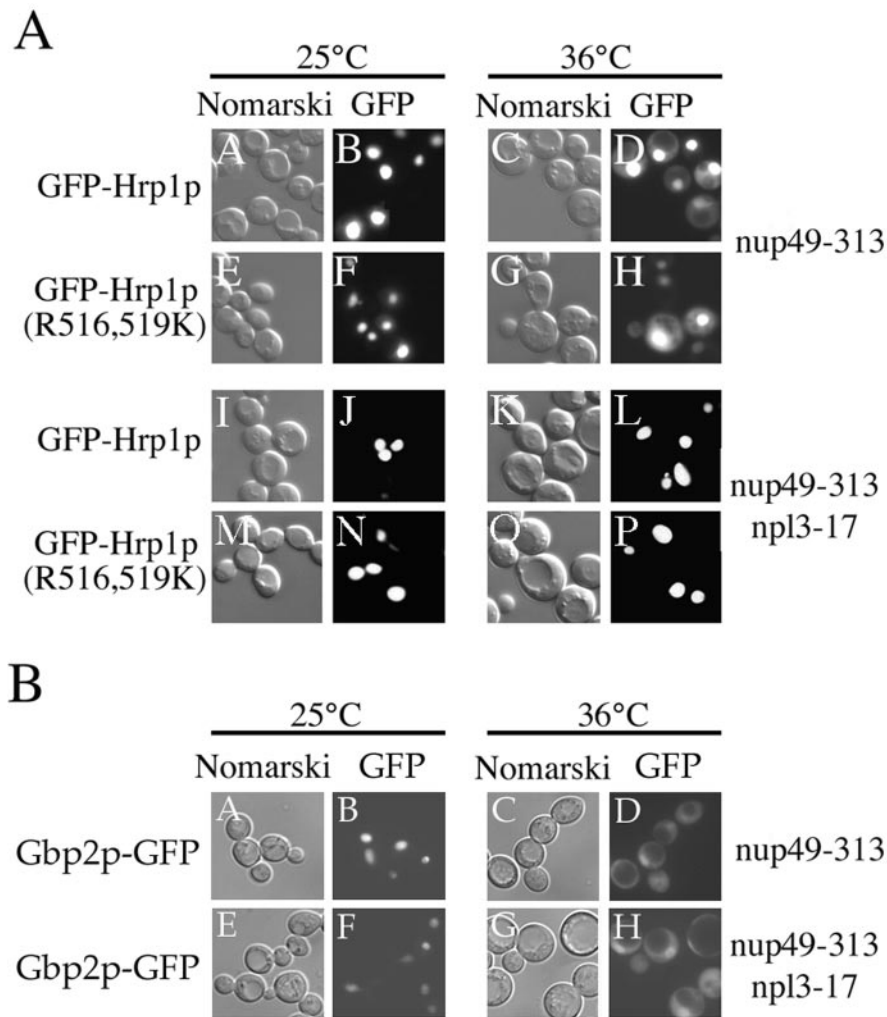 A
25°C 36°C
Nomarski GFP Nomarski GFP
GFP-Hrp1p A B C D
nup49-313
GFP-Hrp1p E F G H
(R516,519K)
GFP-Hrp1p I J K L
nup49-313
npl3-17
GFP-Hrp1p M N O P
(R516,519K)
B
25°C 36°C
Nomarski GFP Nomarski GFP
Gbp2p-GFP A B C D nup49-313
Gbp2p-GFP E F G H nup49-313
npl3-17